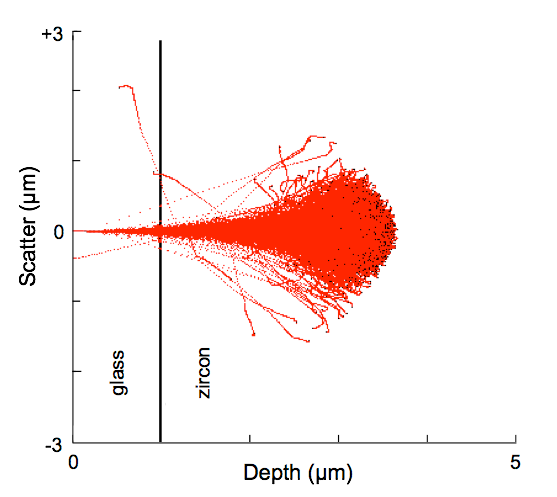 +3
Scatter (µm)
0
glass
zircon
-3
0
5
Depth (µm)